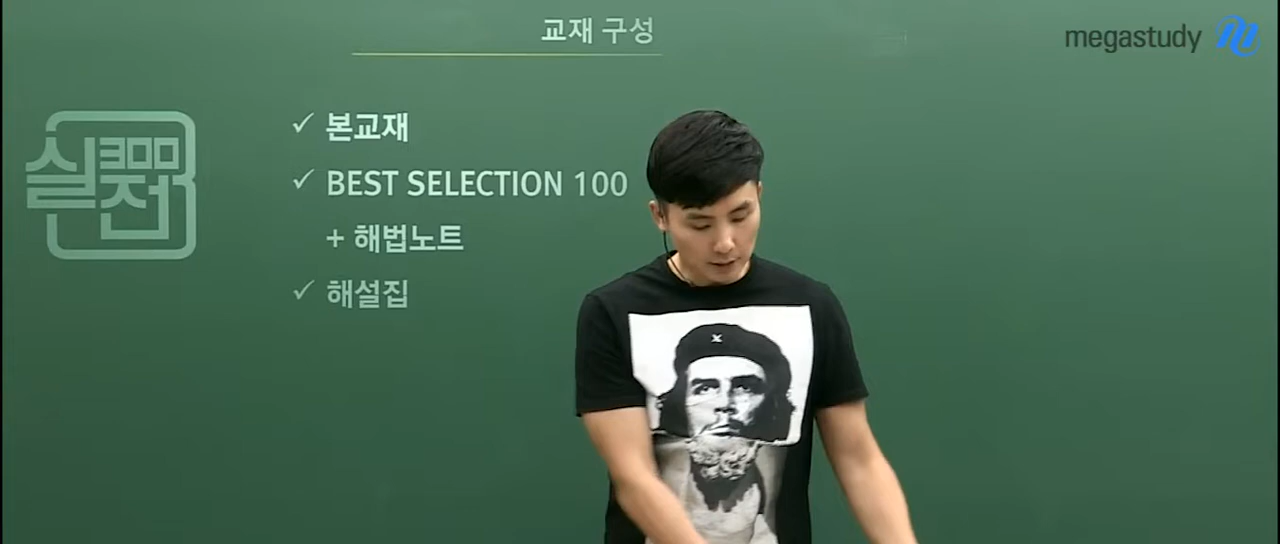 교재 구성
megastudy
실전
300
✓ 본교재
✓ BEST SELECTION 100
+ 해법노트
✓ 해설집